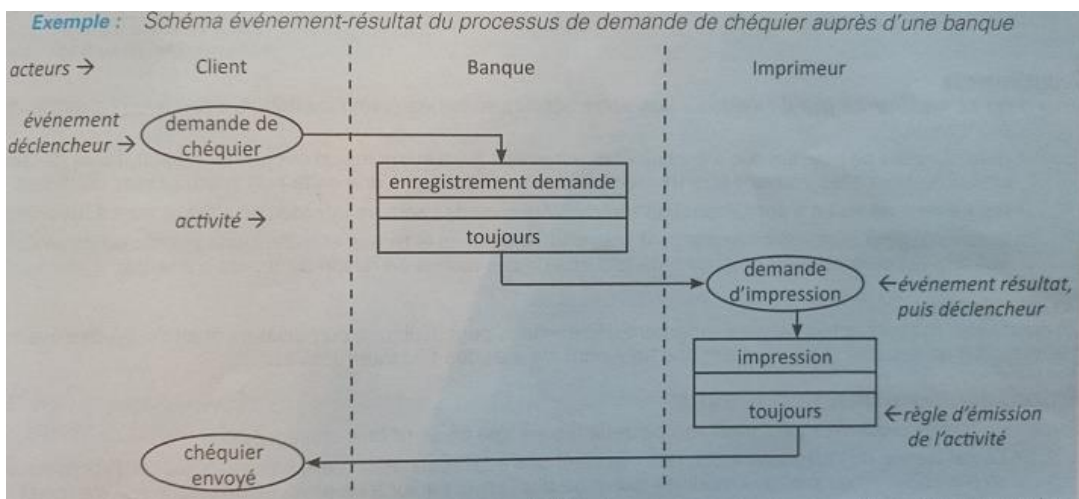 Exemple : Schéma événement-résultat du processus de demande de chéquier auprès d'une banque
acteurs → Client Banque Imprimeur
événement
déclencheur →
demande de
chéquier
enregistrement demande
activité →
toujours
demande
d'impression
← événement résultat,
puis déclencheur
impression
toujours
← règle d'émission
de l'activité
chéquier
envoyé